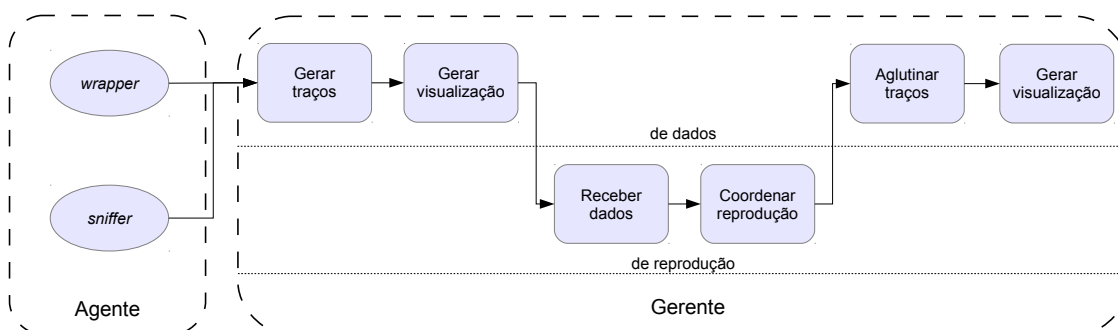 wrapper
sniffer
Agente
Gerar
traços
Gerar
visualização
Aglutinar
traços
Gerar
visualização
de dados
Receber
dados
Coordenar
reprodução
de reprodução
Gerente